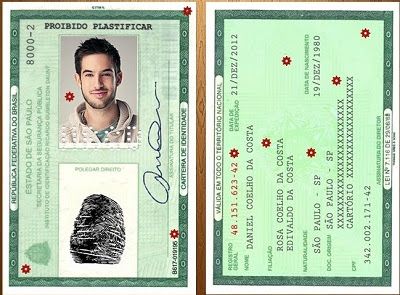 PROIBIDO PLASTIFICAR
8000-2
REPÚBLICA FEDERATIVA DO BRASIL
ESTADO DE SÃO PAULO
SECRETARIA DA SEGURANÇA PÚBLICA
INSTITUTO DE IDENTIFICAÇÃO RICARDO GUMBLETON DAUNT
POLEGAR DIREITO
ASSINATURA DO TITULAR
CARTEIRA DE IDENTIDADE
VÁLIDA EM TODO O TERRITÓRIO NACIONAL
REGISTRO GERAL
48.151.623-42
DATA DE EXPEDIÇÃO
21/DEZ/2012
NOME
DANIEL COELHO DA COSTA
FILIAÇÃO
ROSA COELHO DA COSTA
EDIVALDO DA COSTA
NATURALIDADE
SÃO PAULO - SP
DATA DE NASCIMENTO
19/DEZ/1980
DOC. ORIGEM
SÃO PAULO - SP
CPF
342.002.171-42
ASSINATURA DO DIRETOR
LEI Nº 7.116 DE 29/08/83